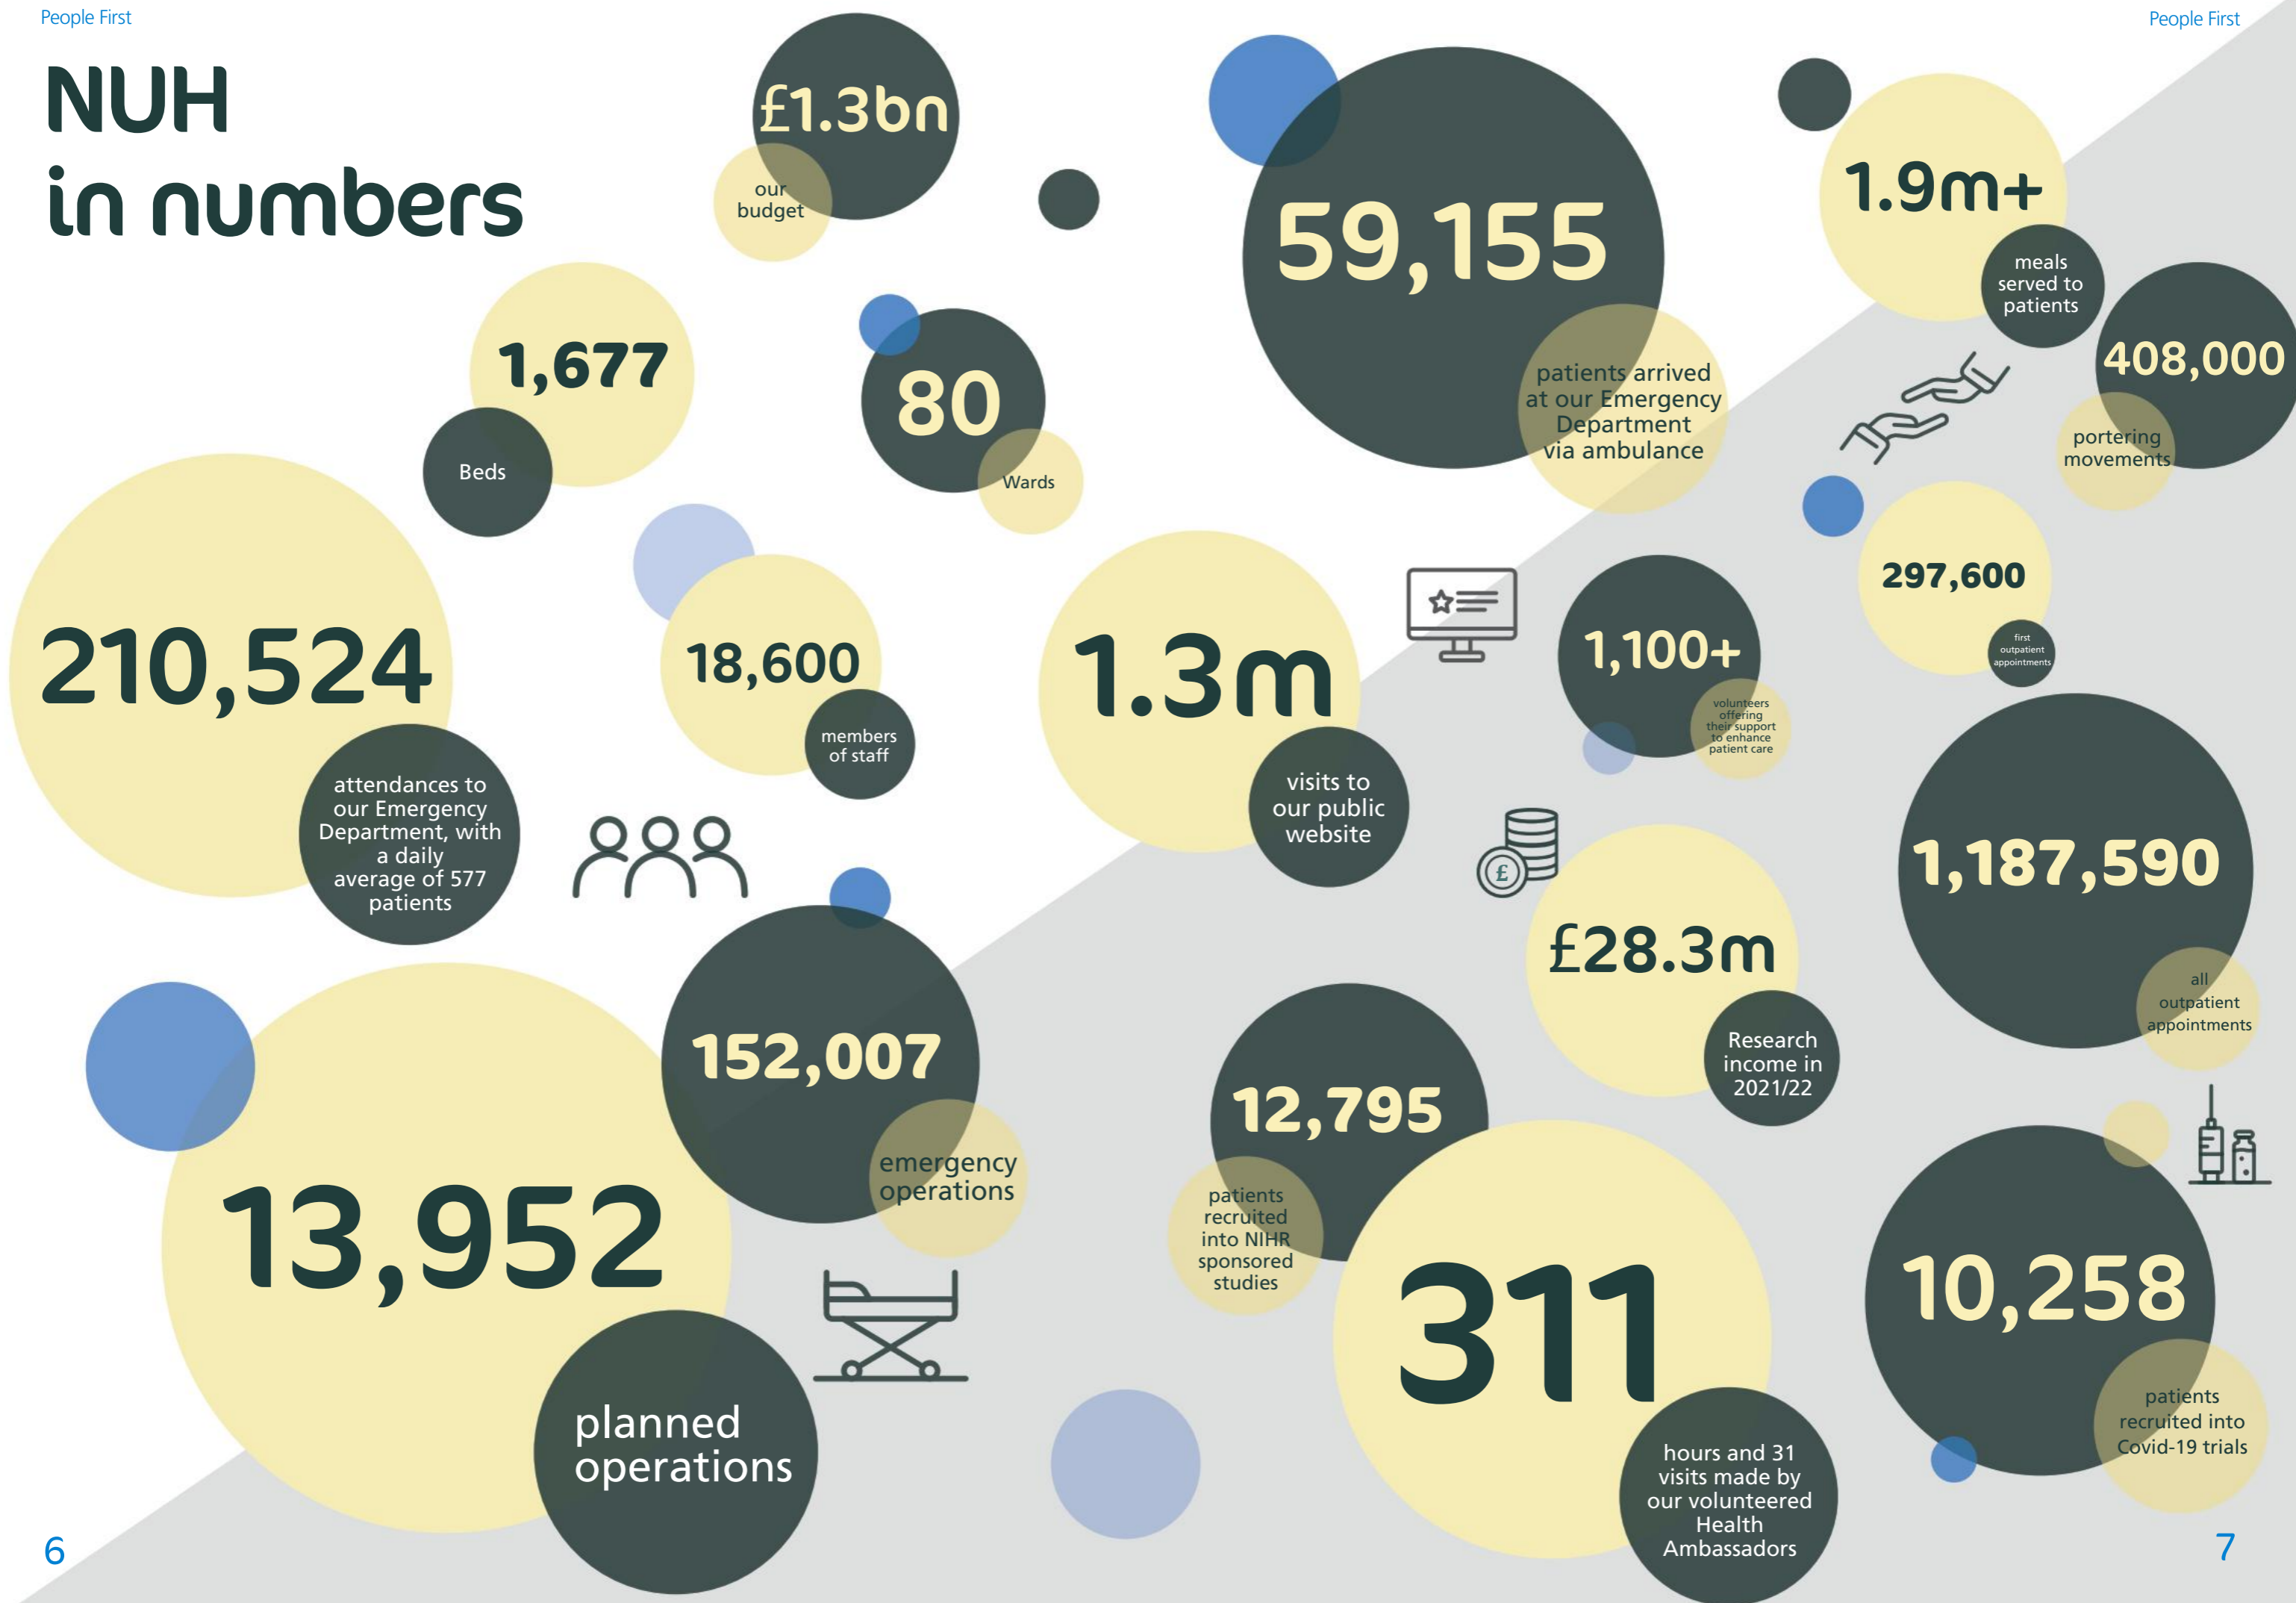 People First
People First
NUH
in numbers
£1.3bn
our
budget
1,677
Beds
80
Wards
210,524
attendances to
our Emergency
Department, with
a daily
average of 577
patients
18,600
members
of staff
13,952
planned
operations
152,007
emergency
operations
59,155
patients arrived
at our Emergency
Department
via ambulance
1.3m
visits to
our public
website
1.9m+
meals
served to
patients
408,000
portering
movements
297,600
first
outpatient
appointments
1,100+
volunteers
offering
their support
to enhance
patient care
£
£28.3m
Research
income in
2021/22
1,187,590
all
outpatient
appointments
12,795
patients
recruited
into NIHR
sponsored
studies
311
hours and 31
visits made by
our volunteered
Health
Ambassadors
10,258
patients
recruited into
Covid-19 trials
6
7